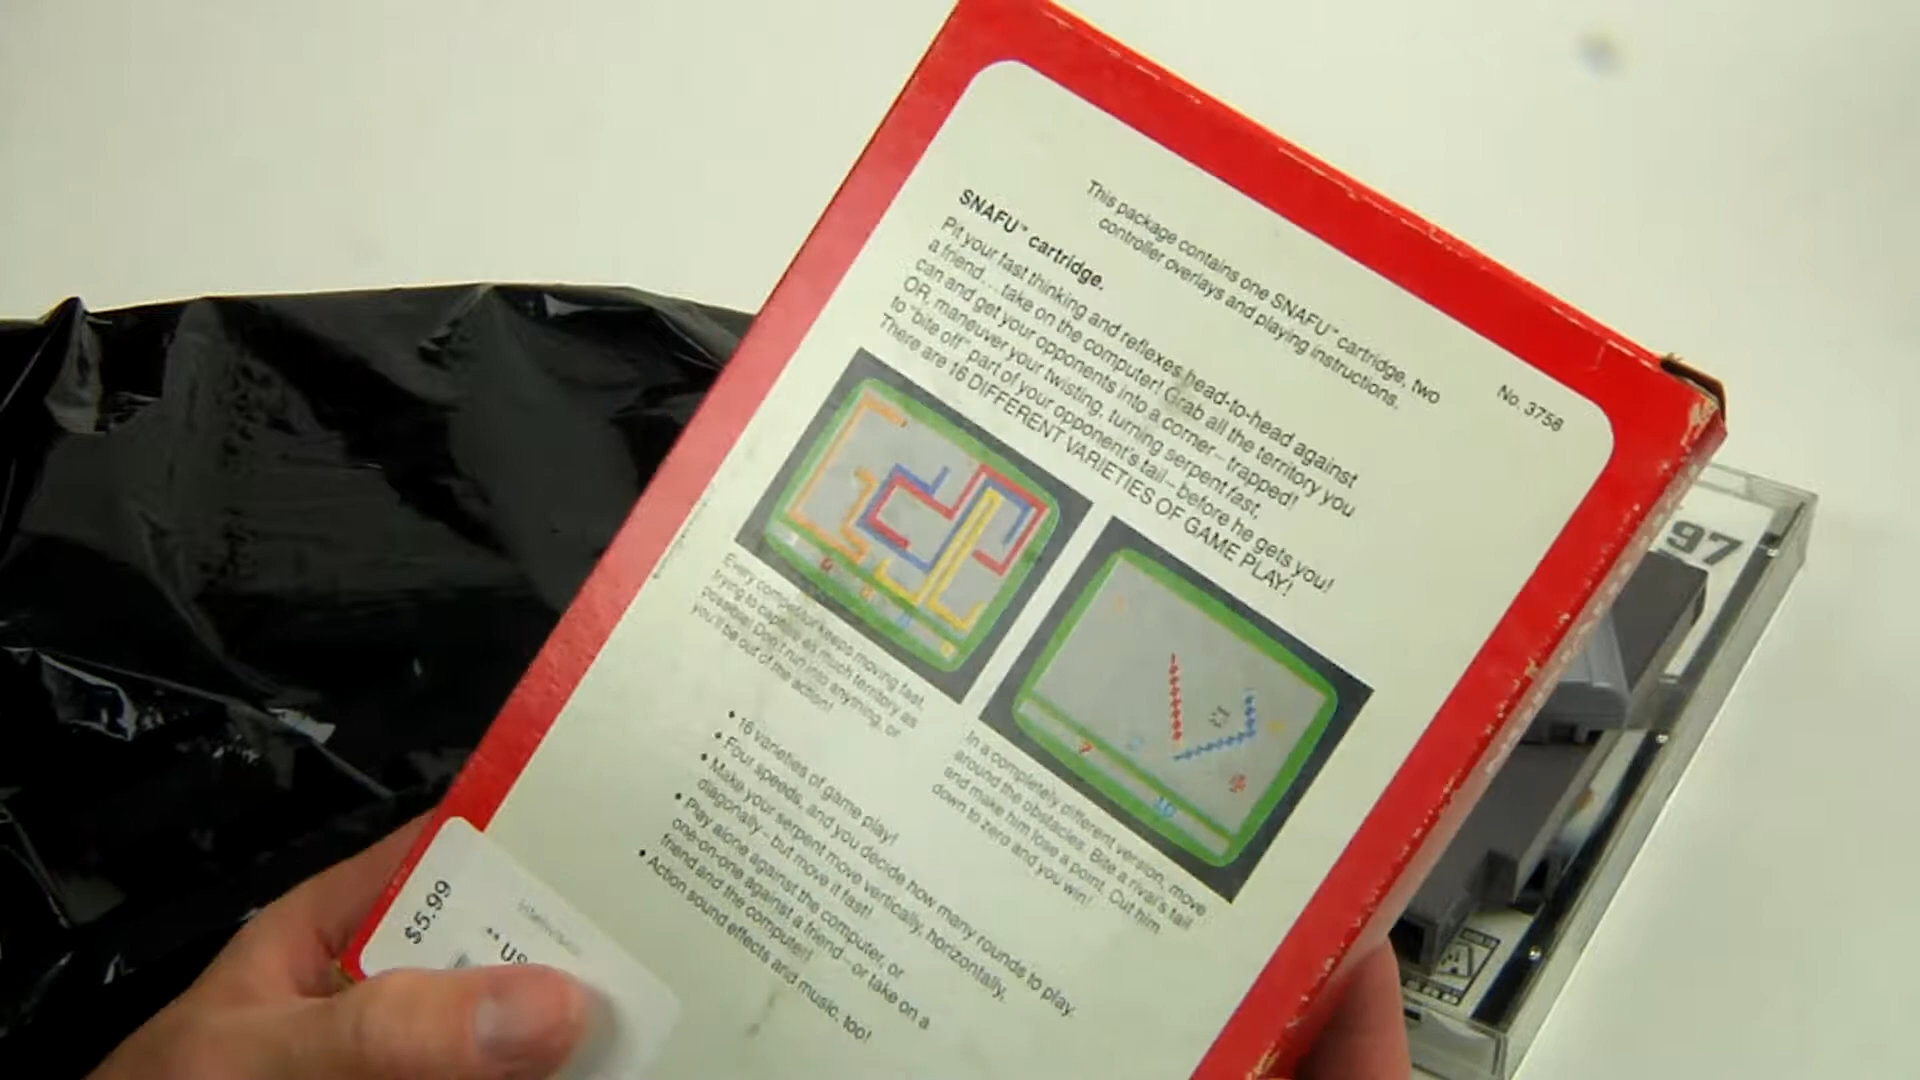 This package contains one SNAFU™ cartridge, two
controller overlays and playing instructions.
No. 3758
SNAFU™ cartridge.
Pit your fast thinking and reflexes head-to-head against
a friend... take on the computer! Grab all the territory you
can and get your opponents into a corner—trapped!
OR, maneuver your twisting, turning serpent fast,
to "bite off" part of your opponent's tail—before he gets you!
There are 16 DIFFERENT VARIETIES OF GAME PLAY!
Every competitor keeps moving fast,
trying to capture as much territory as
possible! Don't run into anything, or
you'll be out of the action!
In a completely different version, move
around the obstacles. Bite a rival's tail
and make him lose a point. Cut him
down to zero and you win!
• 16 varieties of game play!
• Four speeds, and you decide how many rounds to play.
• Make your serpent move vertically, horizontally,
diagonally—but move it fast!
• Play alone against the computer, or
one-on-one against a friend—or take on a
friend and the computer!
• Action sound effects and music, too!
$5.99
Intellivision
** US
97